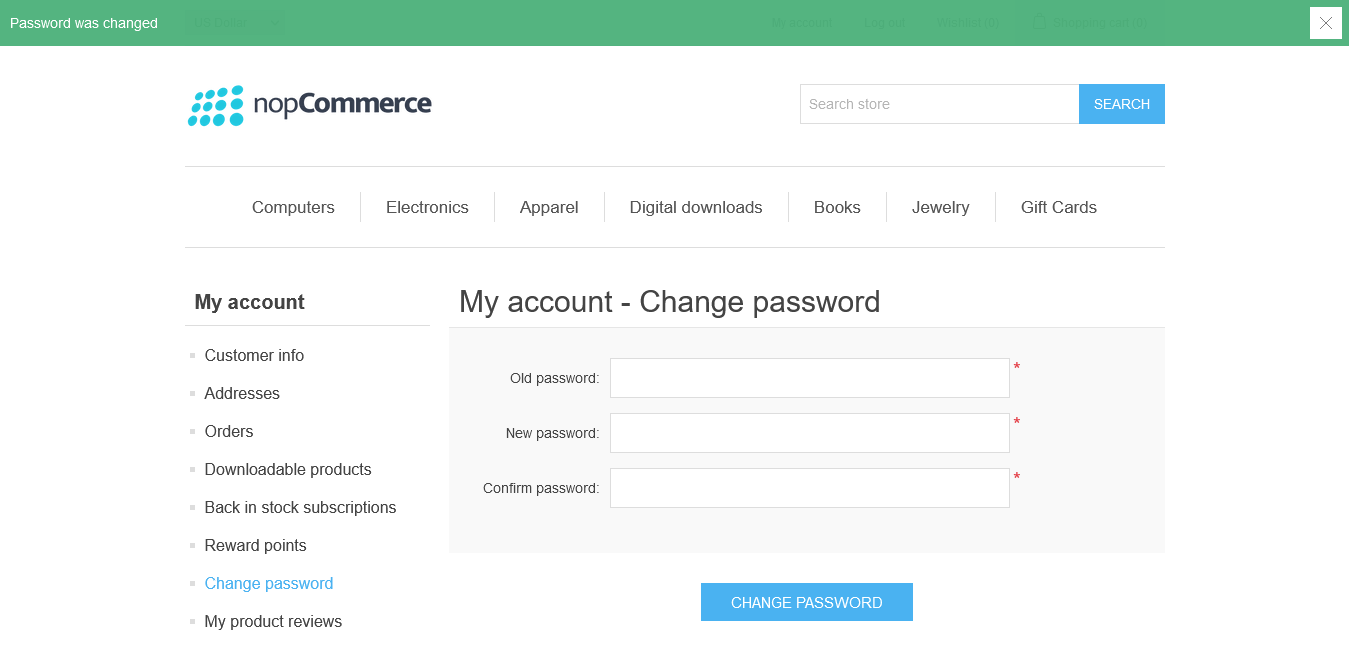 Password was changed
US Dollar
My account Log out Wishlist (0) Shopping cart (0)
nopCommerce
Search store SEARCH
Computers Electronics Apparel Digital downloads Books Jewelry Gift Cards
My account
Customer info
Addresses
Orders
Downloadable products
Back in stock subscriptions
Reward points
Change password
My product reviews
My account - Change password
Old password: *
New password: *
Confirm password: *
CHANGE PASSWORD